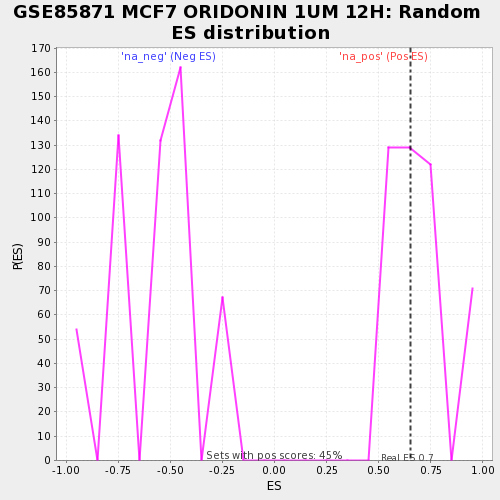 GSE85871 MCF7 ORIDONIN 1UM 12H: Random
ES distribution
'na_neg' (Neg ES)
'na_pos' (Pos ES)
170
160
150
140
130
120
110
100
90
80
70
60
50
40
30
20
10
0
P(ES)
Sets with pos scores: 45%
Real ES 0.7
-1.00 -0.75 -0.50 -0.25 0.00 0.25 0.50 0.75 1.00
ES